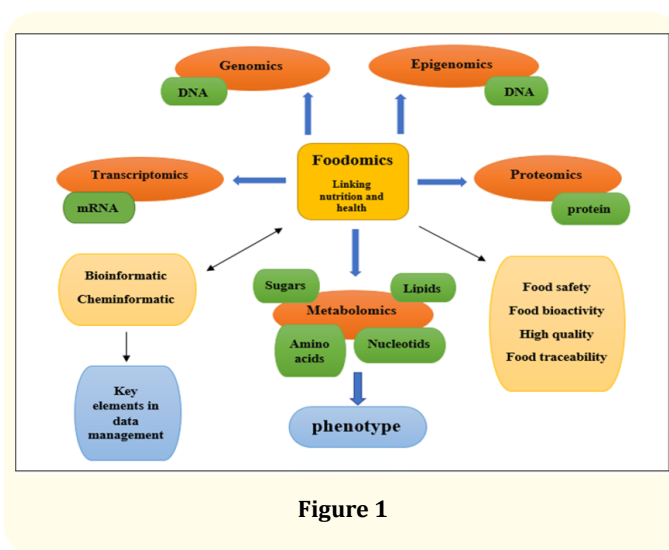 Genomics
DNA
Epigenomics
DNA
Foodomics
Linking
nutrition and
health
Transcriptomics
mRNA
Proteomics
protein
Bioinformatic
Cheminformatic
Sugars
Lipids
Metabolomics
Amino
acids
Nucleotids
Food safety
Food bioactivity
High quality
Food traceability
Key
elements in
data
management
phenotype
Figure 1